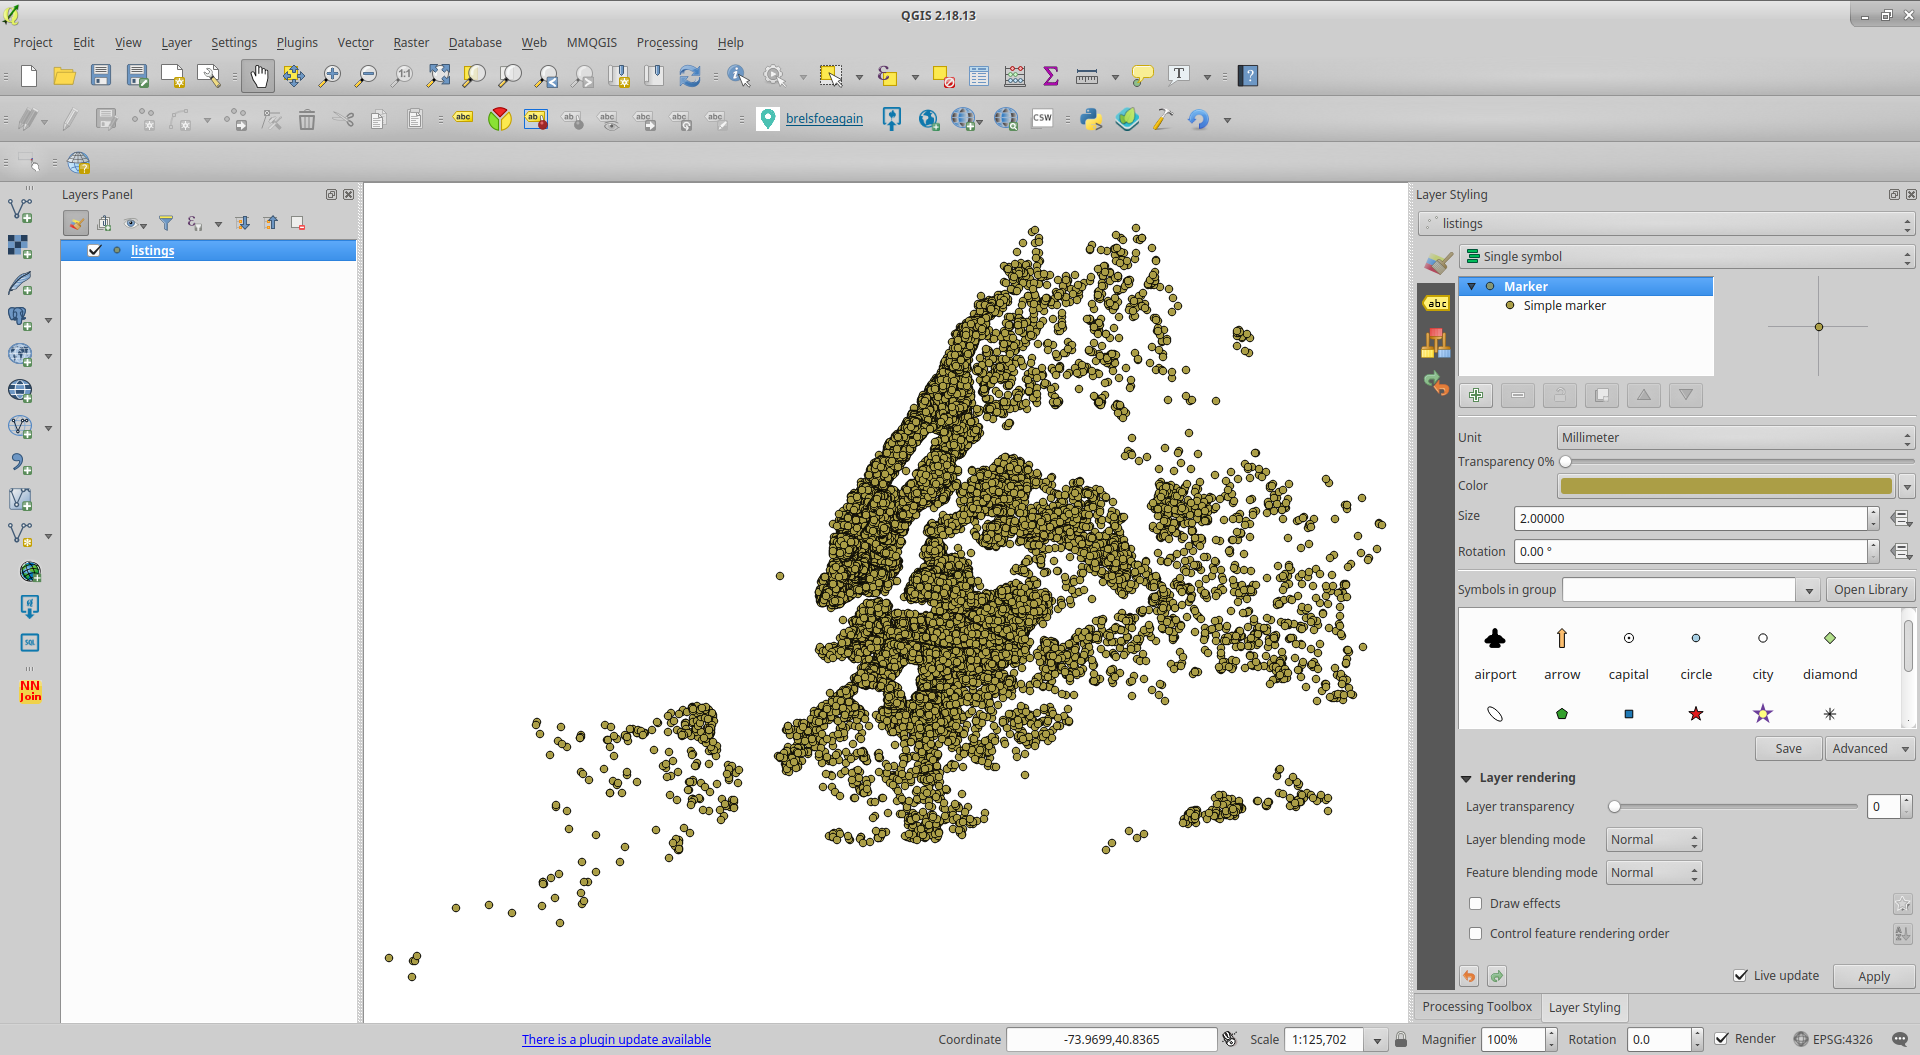 QGIS 2.18.13
Project Edit View Layer Settings Plugins Vector Raster Database Web MMQGIS Processing Help
1:1 T ?
abc brelsfoeagain CSW
Layers Panel
listings
SQL
NN
Join
Layer Styling
listings
Single symbol
abc
Marker
Simple marker
Unit Millimeter
Transparency 0%
Color
Size 2.00000
Rotation 0.00 °
Symbols in group Open Library
airport arrow capital circle city diamond
Save Advanced
Layer rendering
Layer transparency 0
Layer blending mode Normal
Feature blending mode Normal
Draw effects
Control feature rendering order
Live update Apply
Processing Toolbox Layer Styling
There is a plugin update available Coordinate -73.9699,40.8365 Scale 1:125,702 Magnifier 100% Rotation 0.0 Render EPSG:4326